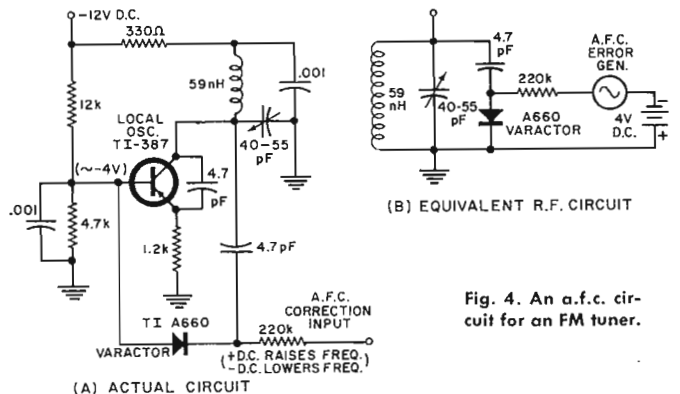 -12V D.C.
330Ω
12k
59nH
.001
LOCAL
OSC.
TI-387
40-55
pF
(~-4V)
4.7
pF
.001
4.7k
1.2k
4.7pF
TI A660
VARACTOR
A.F.C.
CORRECTION
INPUT
220k
(+D.C. RAISES FREQ.
-D.C. LOWERS FREQ.)
(A) ACTUAL CIRCUIT
4.7
pF
A.F.C.
ERROR
GEN.
220k
59
nH
40-55
pF
A660
VARACTOR
4V
D.C.
-
+
(B) EQUIVALENT R.F. CIRCUIT
Fig. 4. An a.f.c. cir-
cuit for an FM tuner.